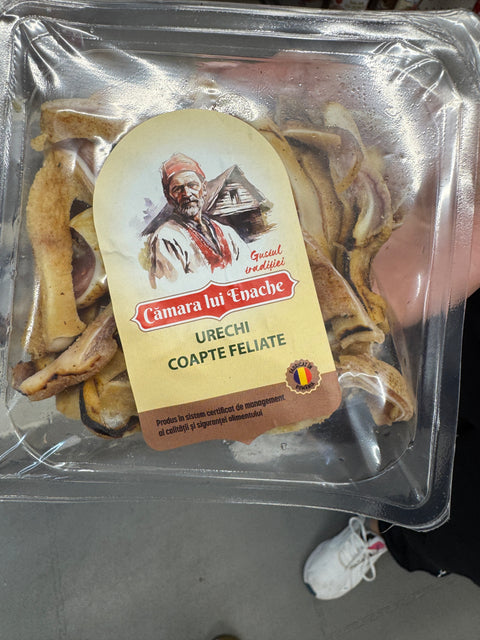 Gustul
tradiției
Cămara lui Enache
URECHI
COAPTE FELIATE
Produs în sistem certificat de management
al calității și siguranței alimentului